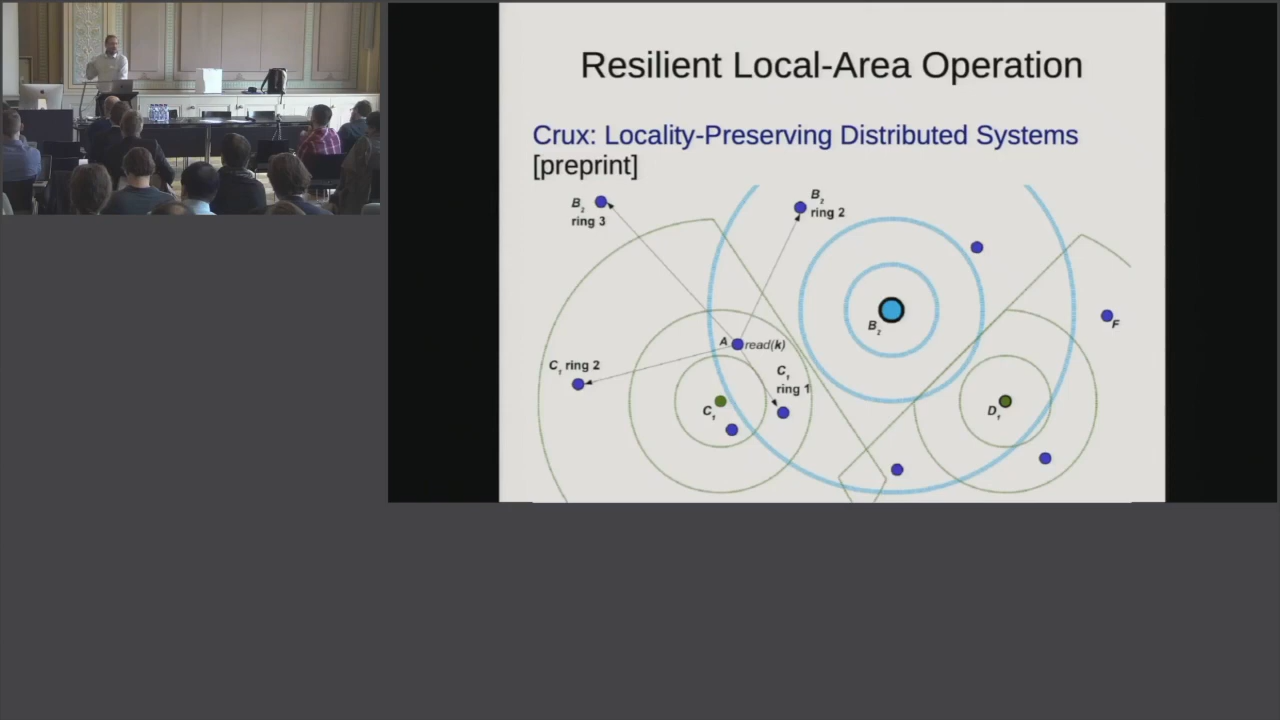 Resilient Local-Area Operation
Crux: Locality-Preserving Distributed Systems
[preprint]
B2
ring 3
B2
ring 2
B2
F
A
read(k)
C1 ring 2
C1
ring 1
C1
D1